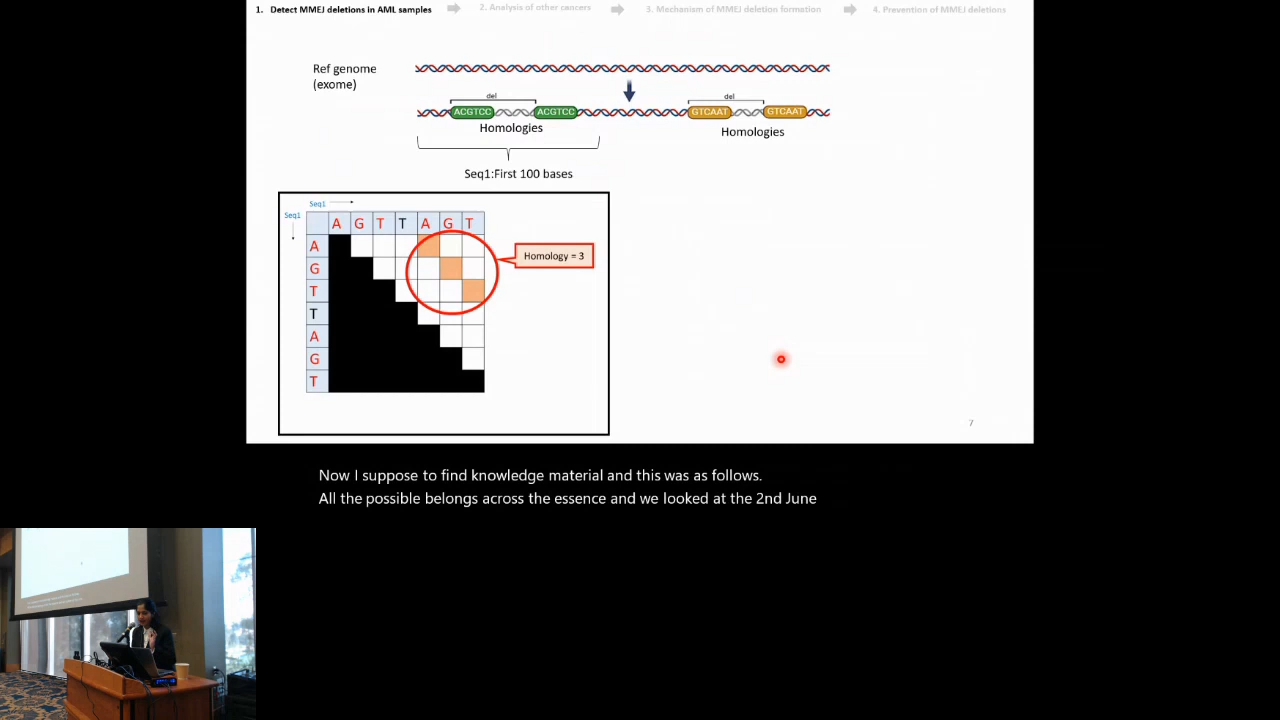 1. Detect MMEJ deletions in AML samples 2. Analysis of other cancers 3. Mechanism of MMEJ deletion formation 4. Prevention of MMEJ deletions
Ref genome
(exome)
del
del
ACGTCC ACGTCC
GTCAAT GTCAAT
Homologies
Homologies
Seq1:First 100 bases
Seq1
Seq1
A G T T A G T
A
G
T
T
A
G
T
Homology = 3
7
Now I suppose to find knowledge material and this was as follows.
All the possible belongs across the essence and we looked at the 2nd June